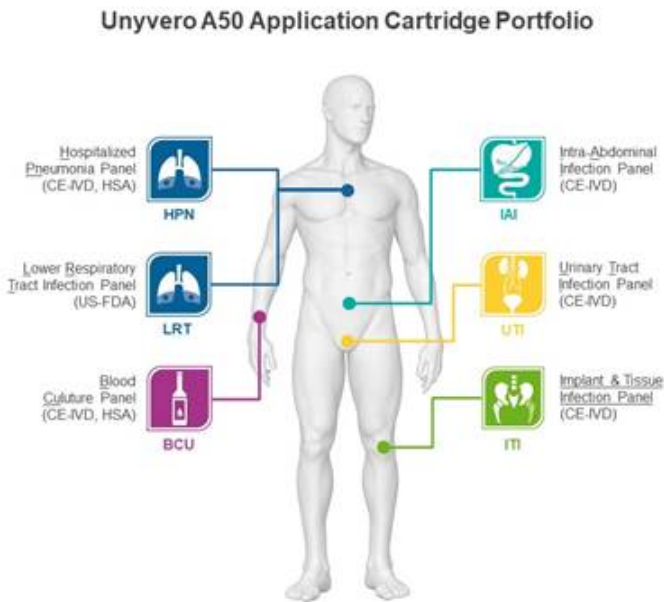 Unyvero A50 Application Cartridge Portfolio
Hospitalized
Pneumonia Panel
(CE-IVD, HSA)
HPN
Lower Respiratory
Tract Infection Panel
(US-FDA)
LRT
Blood
Culuture Panel
(CE-IVD, HSA)
BCU
Intra-Abdominal
Infection Panel
(CE-IVD)
IAI
Urinary Tract
Infection Panel
(CE-IVD)
UTI
Implant & Tissue
Infection Panel
(CE-IVD)
ITI